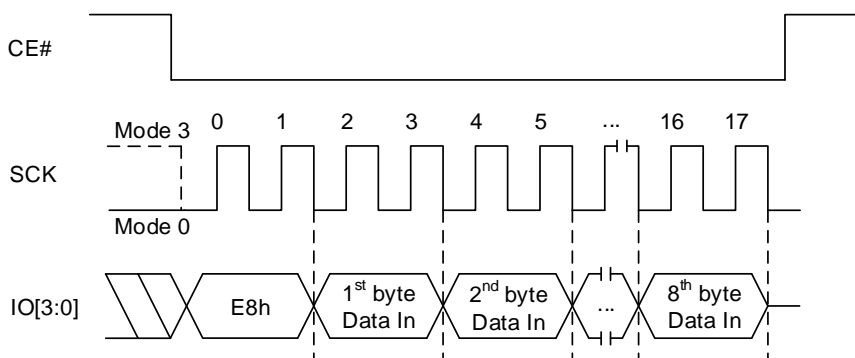 CE#
0 1 2 3 4 5 ... 16 17
Mode 3
SCK
Mode 0
IO[3:0]
E8h
1st byte
Data In
2nd byte
Data In
...
8th byte
Data In